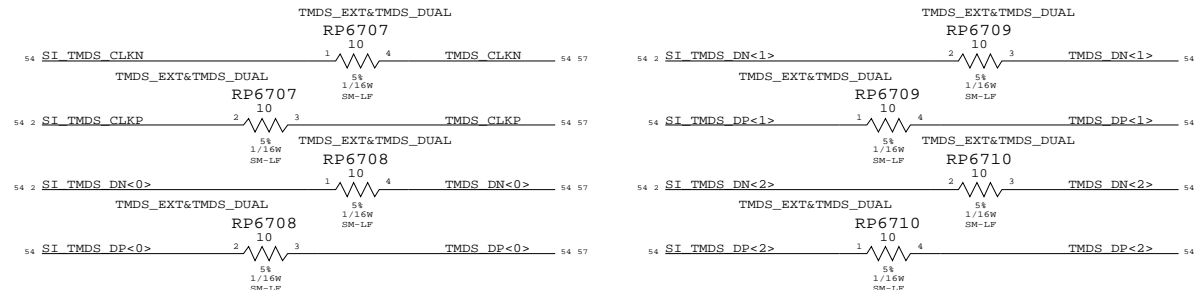 TMDS_EXT&TMDS_DUAL
RP6707
10
54 SI_TMDS_CLKN 1 4 TMDS_CLKN 54 57
5%
1/16W
SM-LF
TMDS_EXT&TMDS_DUAL
RP6707
10
54 2 SI_TMDS_CLKP 2 3 TMDS_CLKP 54 57
5%
1/16W
SM-LF
TMDS_EXT&TMDS_DUAL
RP6708
10
54 2 SI_TMDS_DN<0> 1 4 TMDS_DN<0> 54 57
5%
1/16W
SM-LF
TMDS_EXT&TMDS_DUAL
RP6708
10
54 SI_TMDS_DP<0> 2 3 TMDS_DP<0> 54 57
5%
1/16W
SM-LF
TMDS_EXT&TMDS_DUAL
RP6709
10
54 2 SI_TMDS_DN<1> 2 3 TMDS_DN<1> 54
5%
1/16W
SM-LF
TMDS_EXT&TMDS_DUAL
RP6709
10
54 SI_TMDS_DP<1> 1 4 TMDS_DP<1> 54
5%
1/16W
SM-LF
TMDS_EXT&TMDS_DUAL
RP6710
10
54 2 SI_TMDS_DN<2> 2 3 TMDS_DN<2> 54
5%
1/16W
SM-LF
TMDS_EXT&TMDS_DUAL
RP6710
10
54 SI_TMDS_DP<2> 1 4 TMDS_DP<2> 54
5%
1/16W
SM-LF